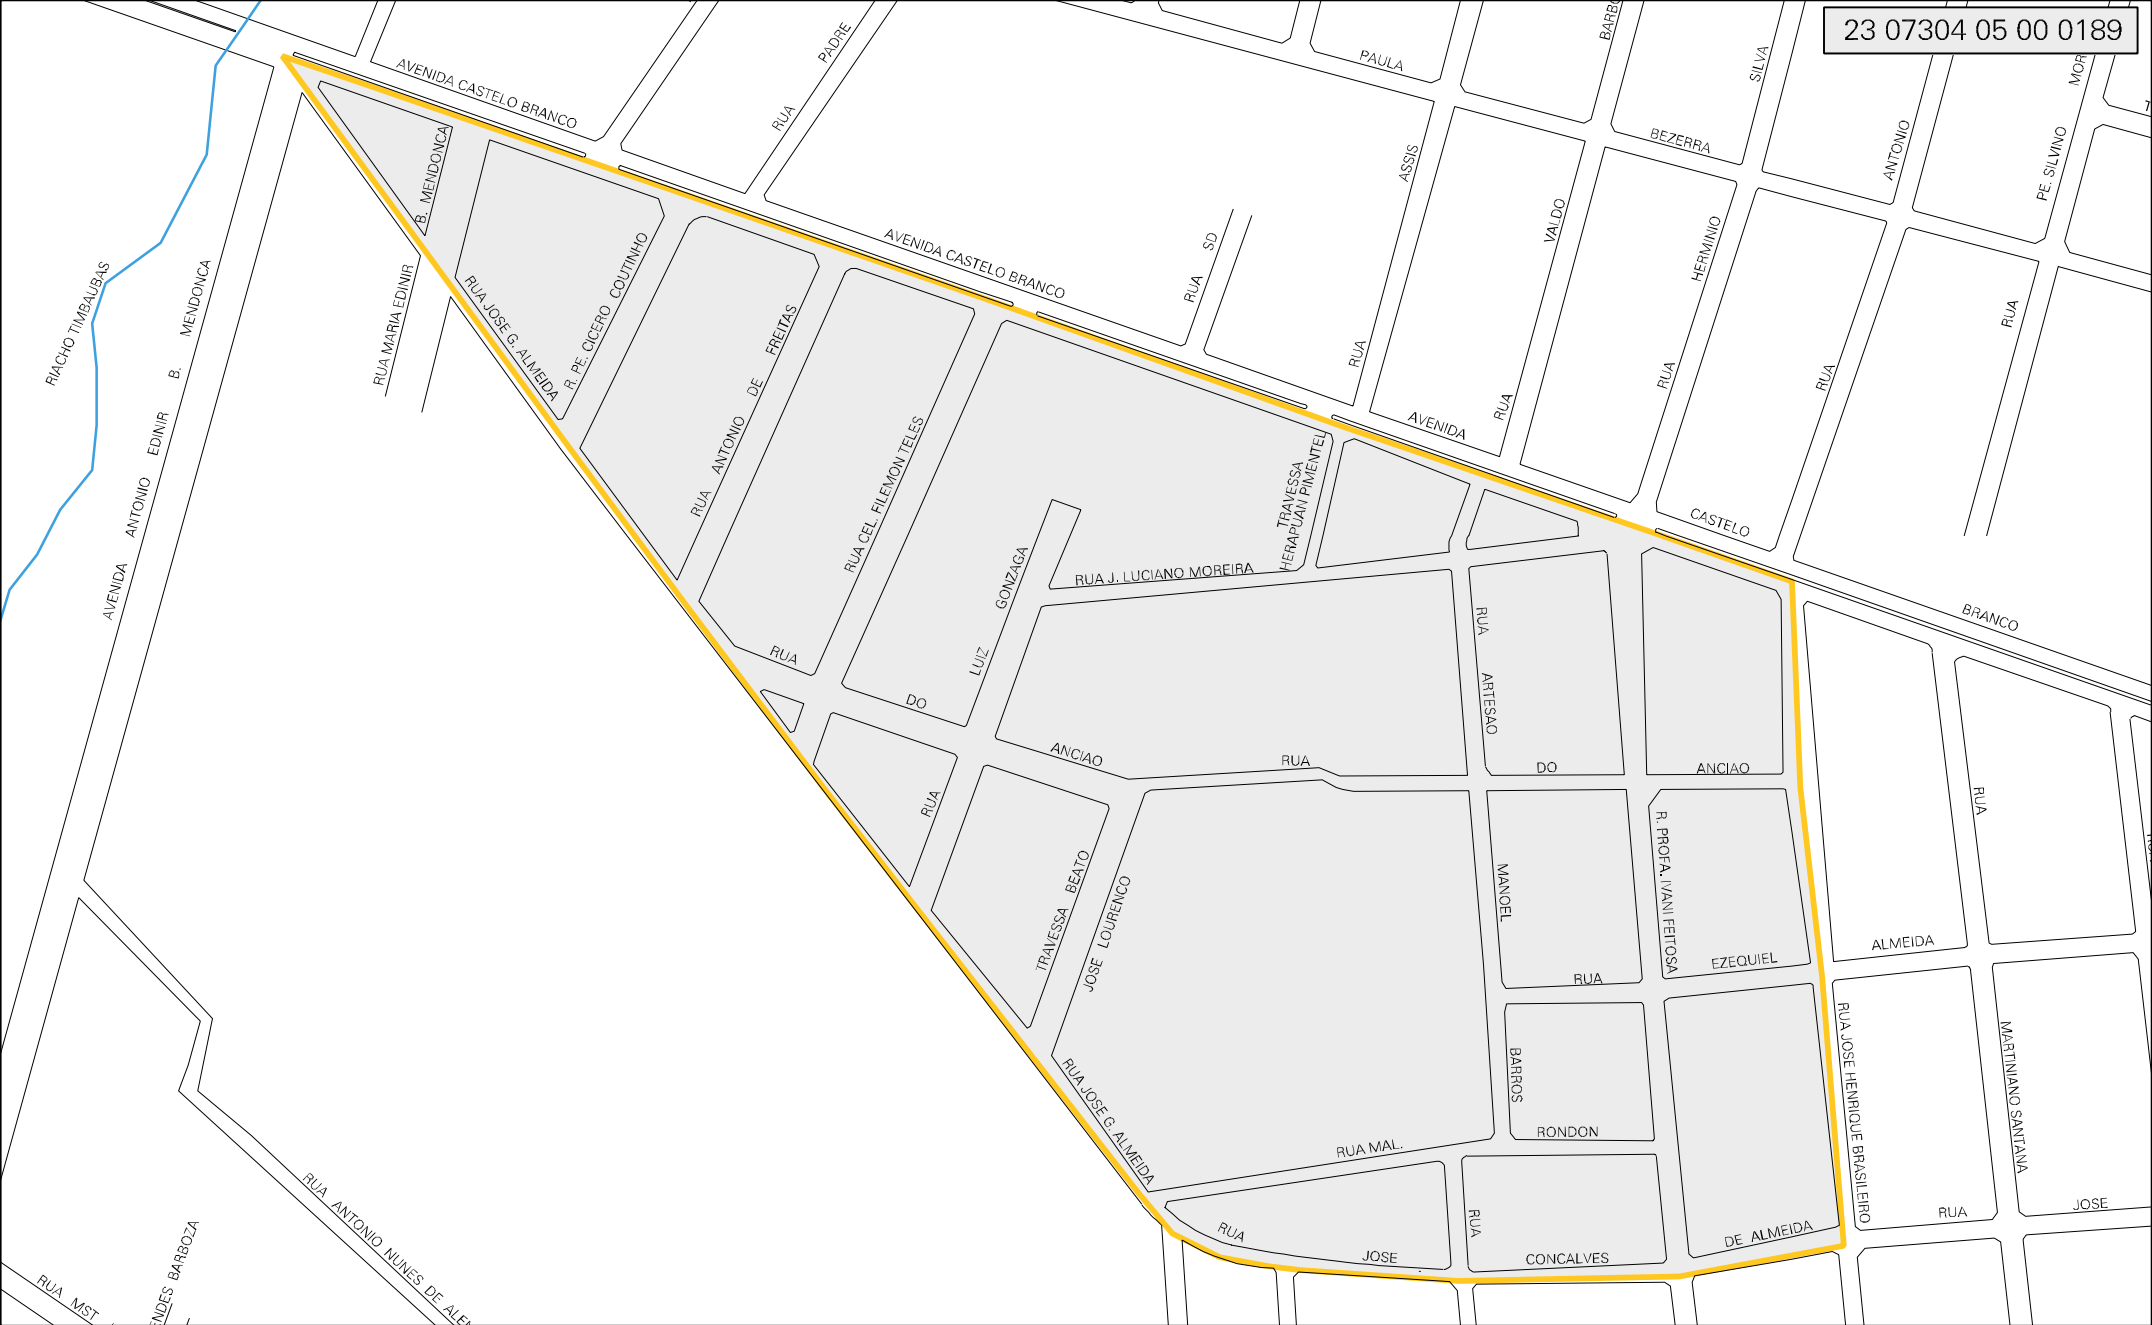 23 07304 05 00 0189
PADRE
RUA
AVENIDA CASTELO BRANCO
PAULA
SILVA
BEZERRA
ASSIS
ANTONIO
PE. SILVINO
B. MENDONCA
RIACHO TIMBAUBAS
AVENIDA ANTONIO EDINIR B. MENDONCA
RUA MARIA EDINIR
RUA JOSE G. ALMEIDA
R. PE. CICERO COUTINHO
RUA ANTONIO DE FREITAS
RUA CEL. FILEMON TELES
AVENIDA CASTELO BRANCO
RUA SD
RUA
VALDO
RUA
HERMINIO
RUA
RUA
RUA
AVENIDA
CASTELO
BRANCO
TRAVESSA
HERAPUAN PIMENTEL
RUA J. LUCIANO MOREIRA
LUIZ GONZAGA
RUA
DO
ANCIAO
RUA
DO
ANCIAO
RUA
ARTESAO
RUA
TRAVESSA BEATO
JOSE LOURENCO
MANOEL
R. PROFA. IVANI FEITOSA
RUA
EZEQUIEL
ALMEIDA
RUA
BARROS
RONDON
RUA MAL.
RUA JOSE G. ALMEIDA
RUA JOSE HENRIQUE BRASILEIRO
MARTINIANO SANTANA
RUA
JOSE
RUA
JOSE
RUA
CONCALVES
DE ALMEIDA
RUA ANTONIO NUNES DE
RUA MST
BARBOZA